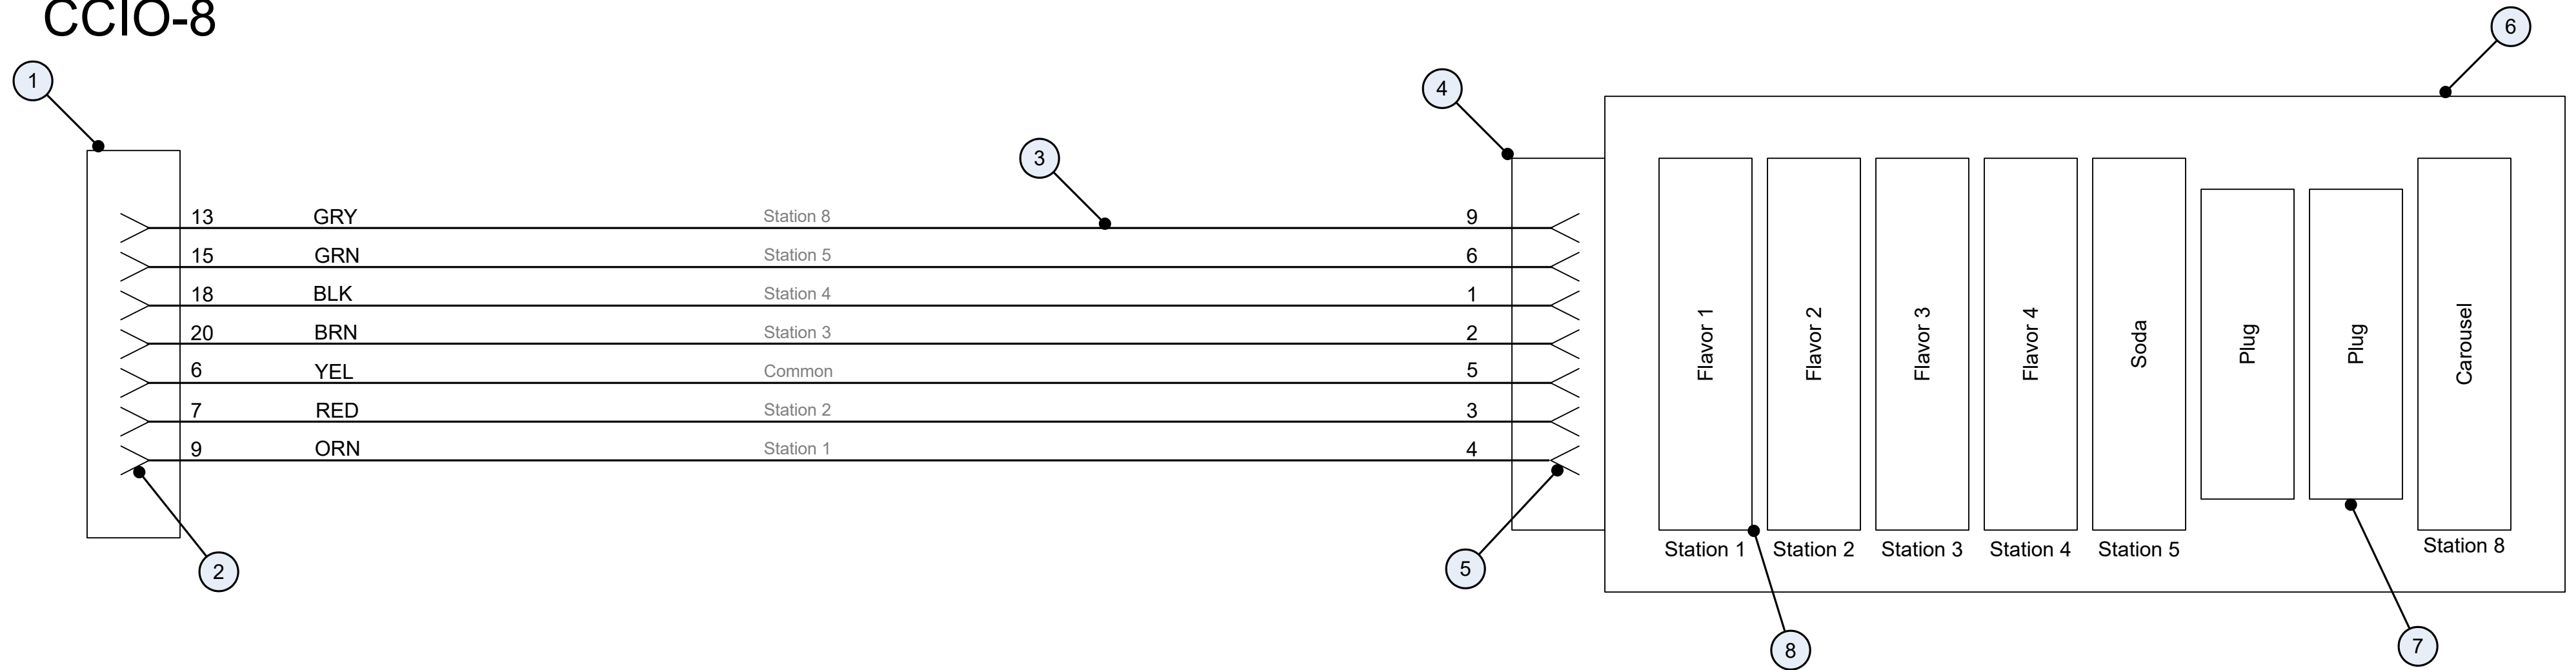 CCIO-8
6
1
4
3
13 GRY Station 8 9
15 GRN Station 5 6
18 BLK Station 4 1
20 BRN Station 3 2
6 YEL Common 5
7 RED Station 2 3
9 ORN Station 1 4
Flavor 1
Flavor 2
Flavor 3
Flavor 4
Soda
Plug
Plug
Carousel
Station 1 Station 2 Station 3 Station 4 Station 5 Station 8
2
5
8
7